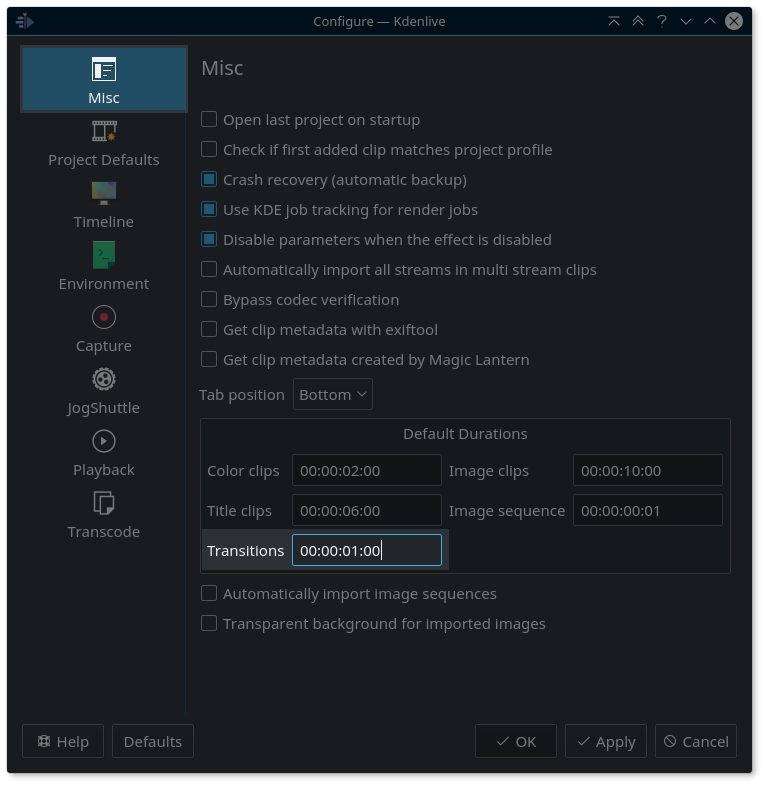 Configure — Kdenlive
Misc
Project Defaults
Timeline
Environment
Capture
JogShuttle
Playback
Transcode
Misc
Open last project on startup
Check if first added clip matches project profile
Crash recovery (automatic backup)
Use KDE job tracking for render jobs
Disable parameters when the effect is disabled
Automatically import all streams in multi stream clips
Bypass codec verification
Get clip metadata with exiftool
Get clip metadata created by Magic Lantern
Tab position Bottom
Default Durations
Color clips 00:00:02:00 Image clips 00:00:10:00
Title clips 00:00:06:00 Image sequence 00:00:00:01
Transitions 00:00:01:00
Automatically import image sequences
Transparent background for imported images
Help Defaults OK Apply Cancel